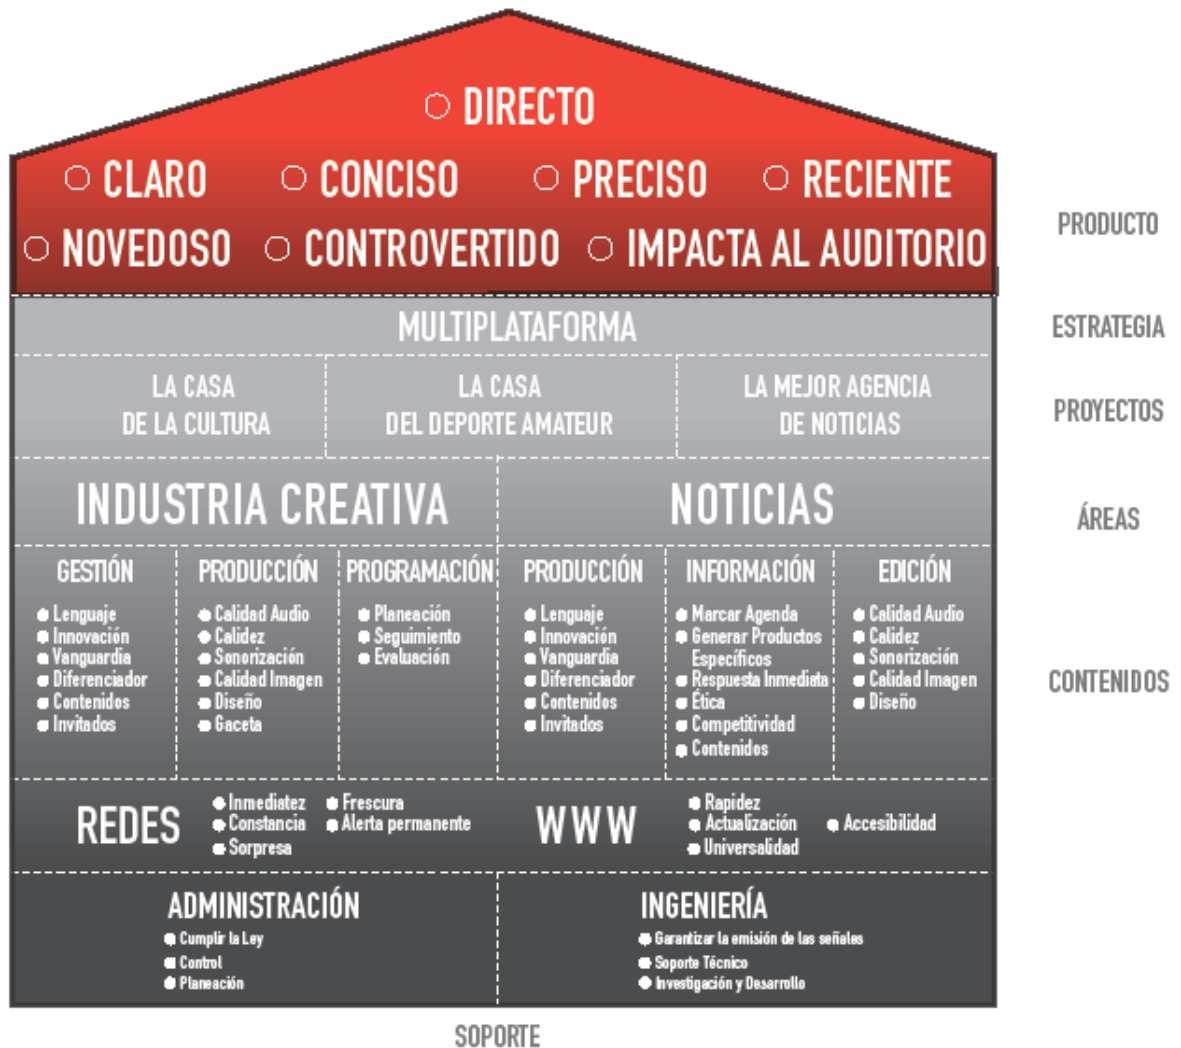 DIRECTO
CLARO CONCISO PRECISO RECIENTE
NOVEDOSO CONTROVERTIDO IMPACTA AL AUDITORIO
PRODUCTO
MULTIPLATAFORMA
ESTRATEGIA
LA CASA
DE LA CULTURA
LA CASA
DEL DEPORTE AMATEUR
LA MEJOR AGENCIA
DE NOTICIAS
PROYECTOS
INDUSTRIA CREATIVA
NOTICIAS
ÁREAS
GESTIÓN
Lenguaje
Innovación
Vanguardia
Diferenciador
Contenidos
Invitados
PRODUCCIÓN
Calidad Audio
Calidez
Sonorización
Calidad Imagen
Diseño
Gaceta
PROGRAMACIÓN
Planeación
Seguimiento
Evaluación
PRODUCCIÓN
Lenguaje
Innovación
Vanguardia
Diferenciador
Contenidos
Invitados
INFORMACIÓN
Marcar Agenda
Generar Productos
Específicos
Respuesta Inmediata
Ética
Competitividad
Contenidos
EDICIÓN
Calidad Audio
Calidez
Sonorización
Calidad Imagen
Diseño
CONTENIDOS
REDES
Inmediatez
Constancia
Sorpresa
Frescura
Alerta permanente
WWW
Rapidez
Actualización
Universalidad
Accesibilidad
ADMINISTRACIÓN
Cumplir la Ley
Control
Planeación
INGENIERÍA
Garantizar la emisión de las señales
Soporte Técnico
Investigación y Desarrollo
SOPORTE